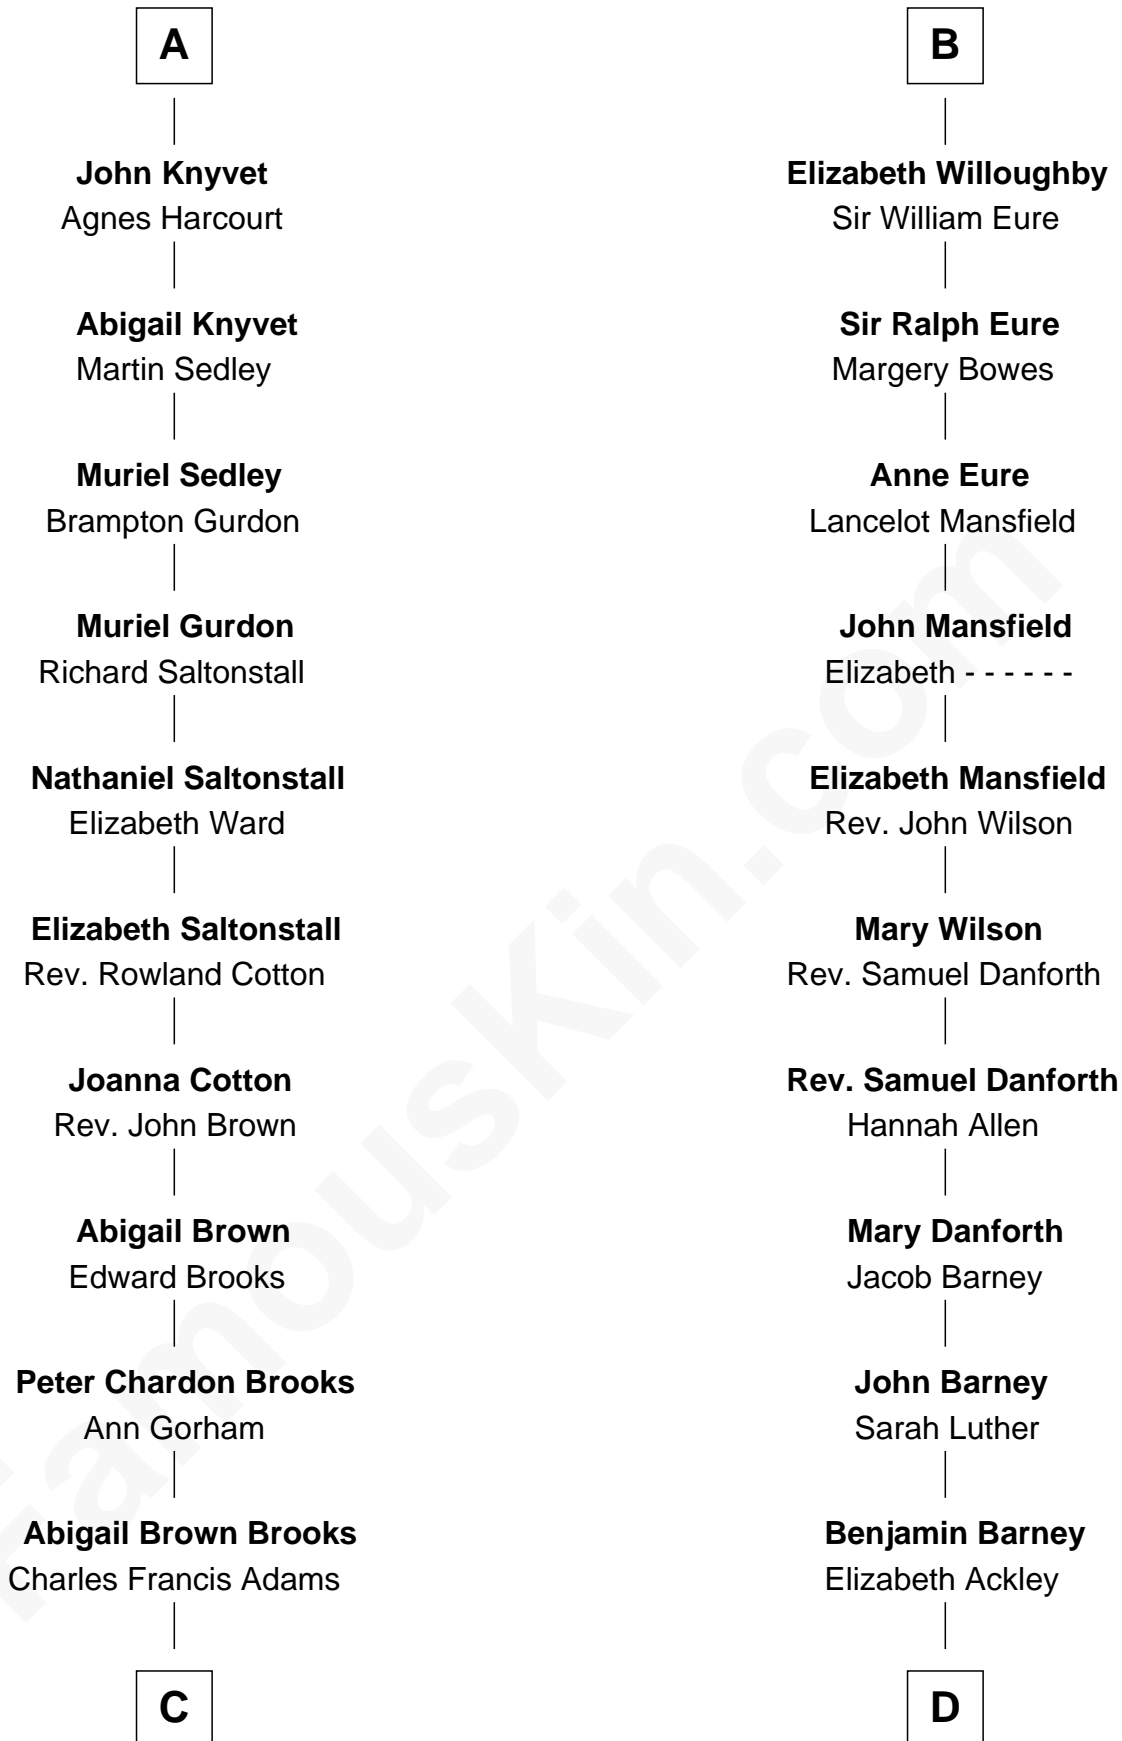 A
John Knyvet
Agnes Harcourt
Abigail Knyvet
Martin Sedley
Muriel Sedley
Brampton Gurdon
Muriel Gurdon
Richard Saltonstall
Nathaniel Saltonstall
Elizabeth Ward
Elizabeth Saltonstall
Rev. Rowland Cotton
Joanna Cotton
Rev. John Brown
Abigail Brown
Edward Brooks
Peter Chardon Brooks
Ann Gorham
Abigail Brown Brooks
Charles Francis Adams
C
B
Elizabeth Willoughby
Sir William Eure
Sir Ralph Eure
Margery Bowes
Anne Eure
Lancelot Mansfield
John Mansfield
Elizabeth - - - - - -
Elizabeth Mansfield
Rev. John Wilson
Mary Wilson
Rev. Samuel Danforth
Rev. Samuel Danforth
Hannah Allen
Mary Danforth
Jacob Barney
John Barney
Sarah Luther
Benjamin Barney
Elizabeth Ackley
D
FamousKin.com